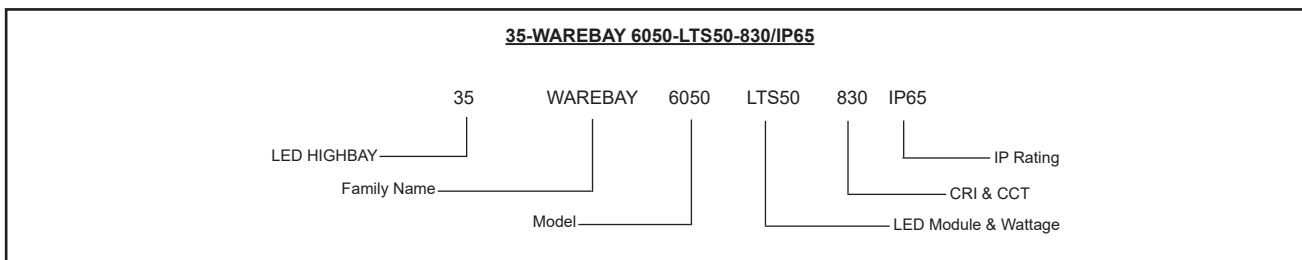 35-WAREBAY 6050-LTS50-830/IP65
35 WAREBAY 6050 LTS50 830 IP65
LED HIGHBAY IP Rating
Family Name CRI & CCT
Model LED Module & Wattage